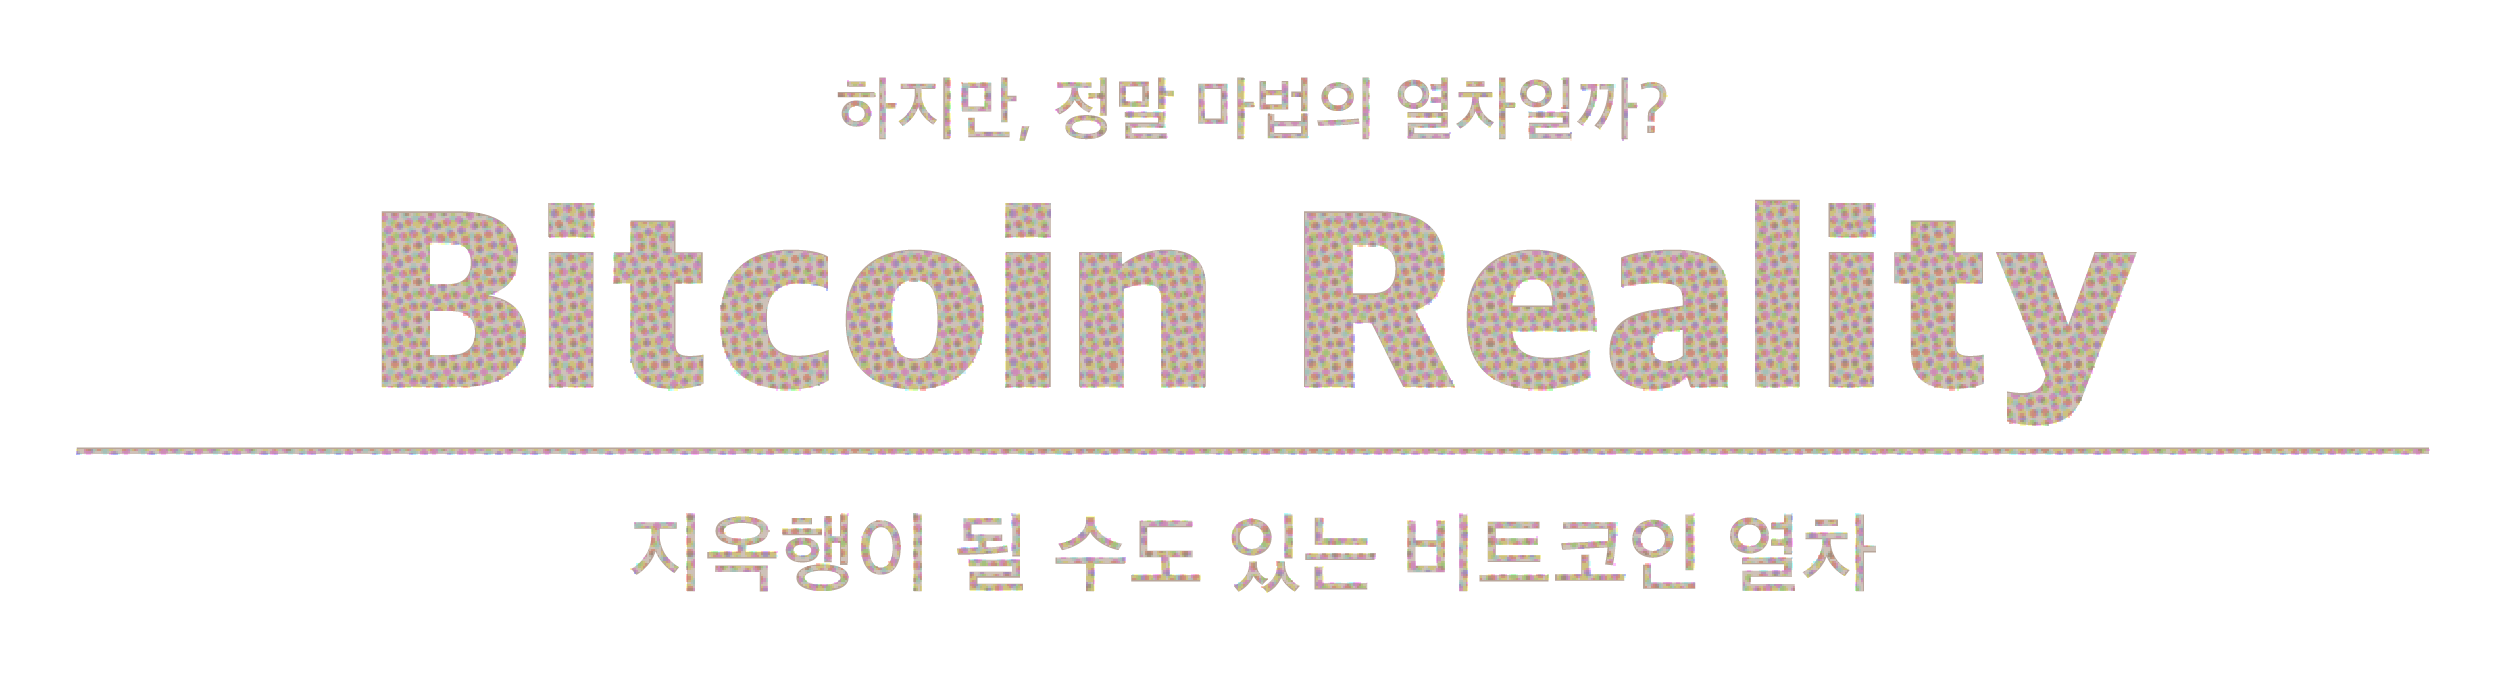 하지만, 정말 마법의 열차일까?
Bitcoin Reality
지옥행이 될 수도 있는 비트코인 열차